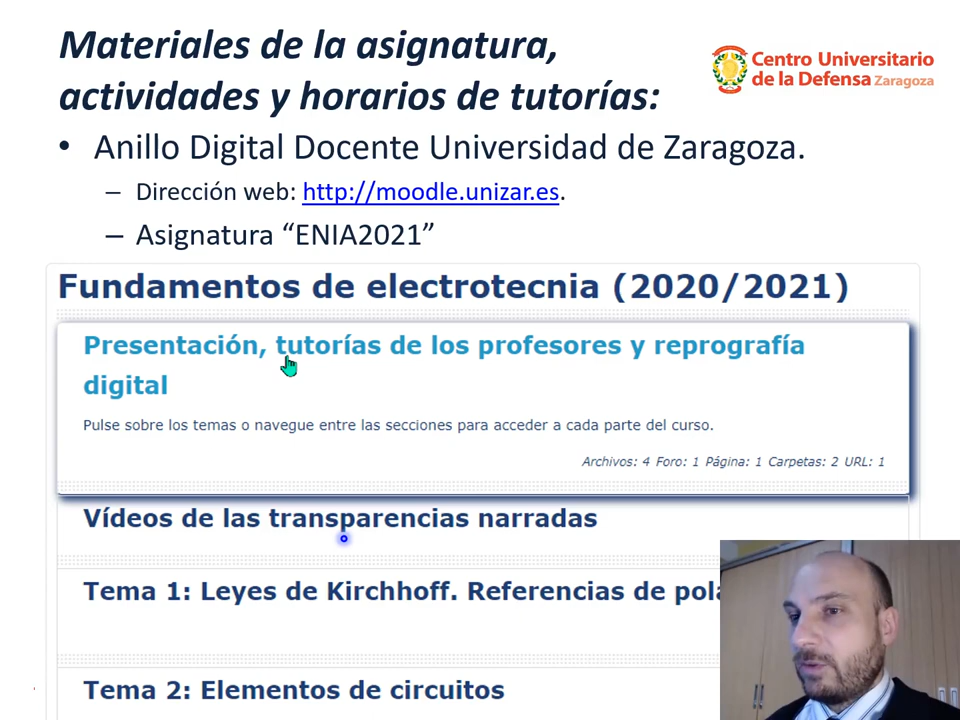 Materiales de la asignatura,
actividades y horarios de tutorías:
Centro Universitario
de la Defensa Zaragoza
• Anillo Digital Docente Universidad de Zaragoza.
– Dirección web: http://moodle.unizar.es.
– Asignatura “ENIA2021”
Fundamentos de electrotecnia (2020/2021)
Presentación, tutorías de los profesores y reprografía
digital
Pulse sobre los temas o navegue entre las secciones para acceder a cada parte del curso.
Archivos: 4 Foro: 1 Página: 1 Carpetas: 2 URL: 1
Vídeos de las transparencias narradas
Tema 1: Leyes de Kirchhoff. Referencias de pola
Tema 2: Elementos de circuitos